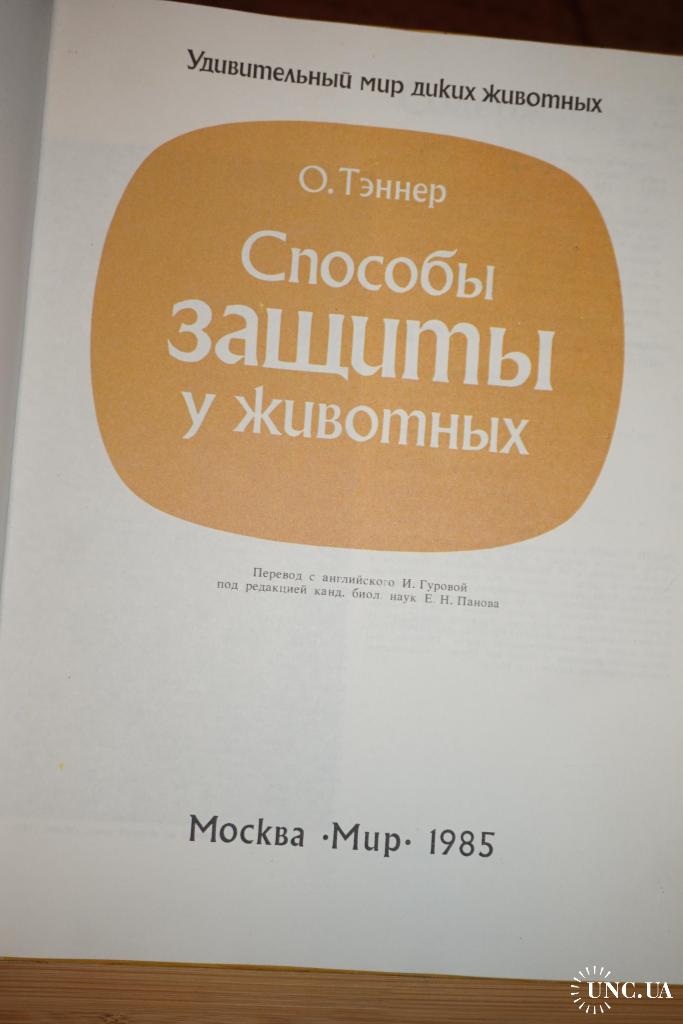 Удивительный мир диких животных
О. Тэннер
Способы
защиты
у животных
Перевод с английского И. Гуровой
под редакцией канд. биол. наук Е. Н. Панова
Москва «Мир» 1985
UNC.UA